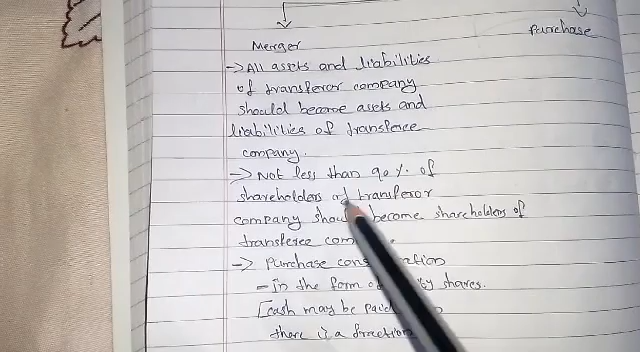 Merger
Purchase
→ All assets and liabilities
of transferor company
should become assets and
liabilities of transferee
company.
→ Not less than 90% of
shareholders of transferor
company should become shareholders of
transferee
→ Purchase
- In the form of shares.
[cash may be paid
there is a fraction